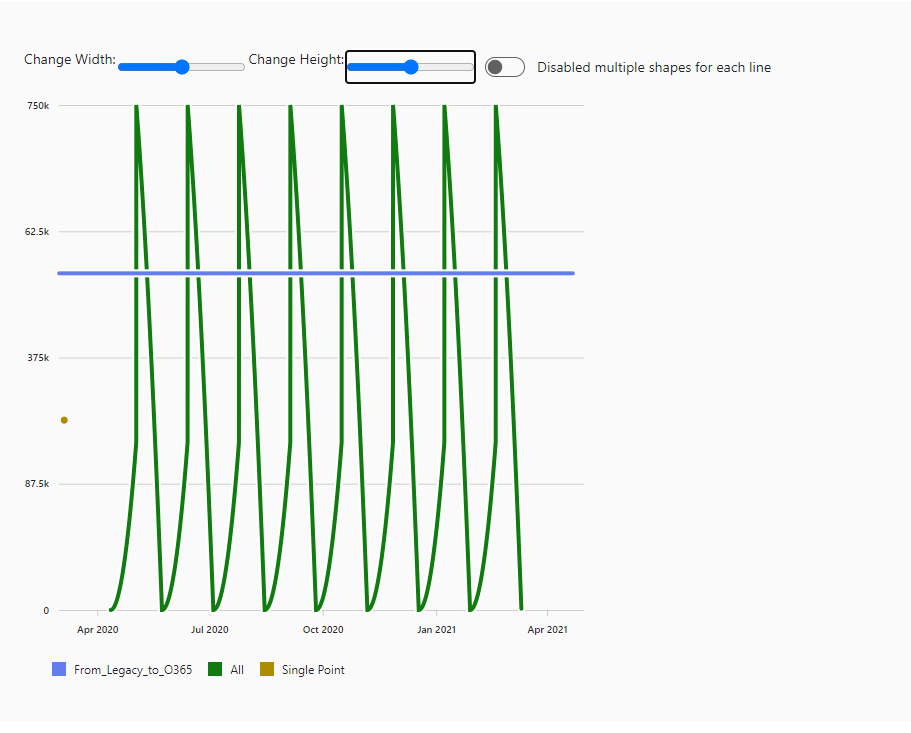 Change Width: Change Height: Disabled multiple shapes for each line
750k
62.5k
375k
87.5k
0
Apr 2020 Jul 2020 Oct 2020 Jan 2021 Apr 2021
From_Legacy_to_O365 All Single Point